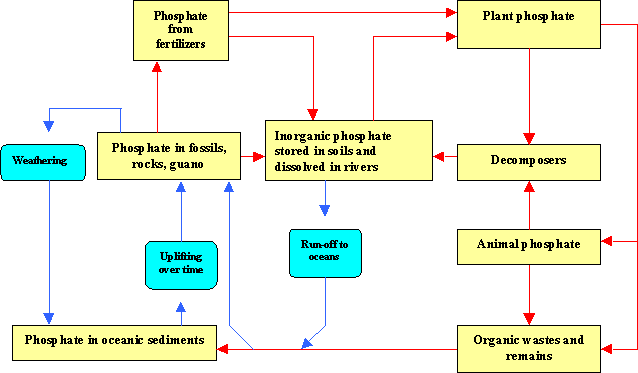 Phosphate
from
fertilizers
Plant phosphate
Weathering
Phosphate in fossils,
rocks, guano
Inorganic phosphate
stored in soils and
dissolved in rivers
Decomposers
Uplifting
over time
Run-off to
oceans
Animal phosphate
Phosphate in oceanic sediments
Organic wastes and
remains